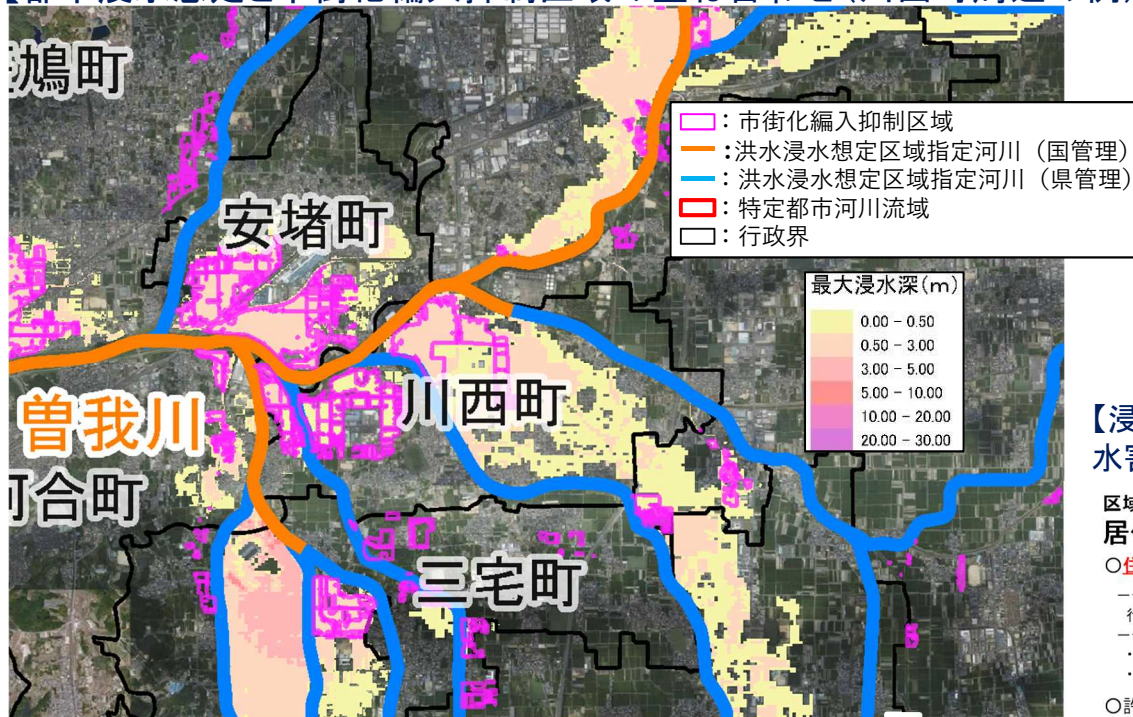 鳩町
安堵町
川西町
曽我川
河合町
三宅町
：市街化編入抑制区域
：洪水浸水想定区域指定河川（国管理）
：洪水浸水想定区域指定河川（県管理）
：特定都市河川流域
：行政界
最大浸水深(m)
0.00 - 0.50
0.50 - 3.00
3.00 - 5.00
5.00 - 10.00
10.00 - 20.00
20.00 - 30.00
【浸
水害
区域
居
○住
○許